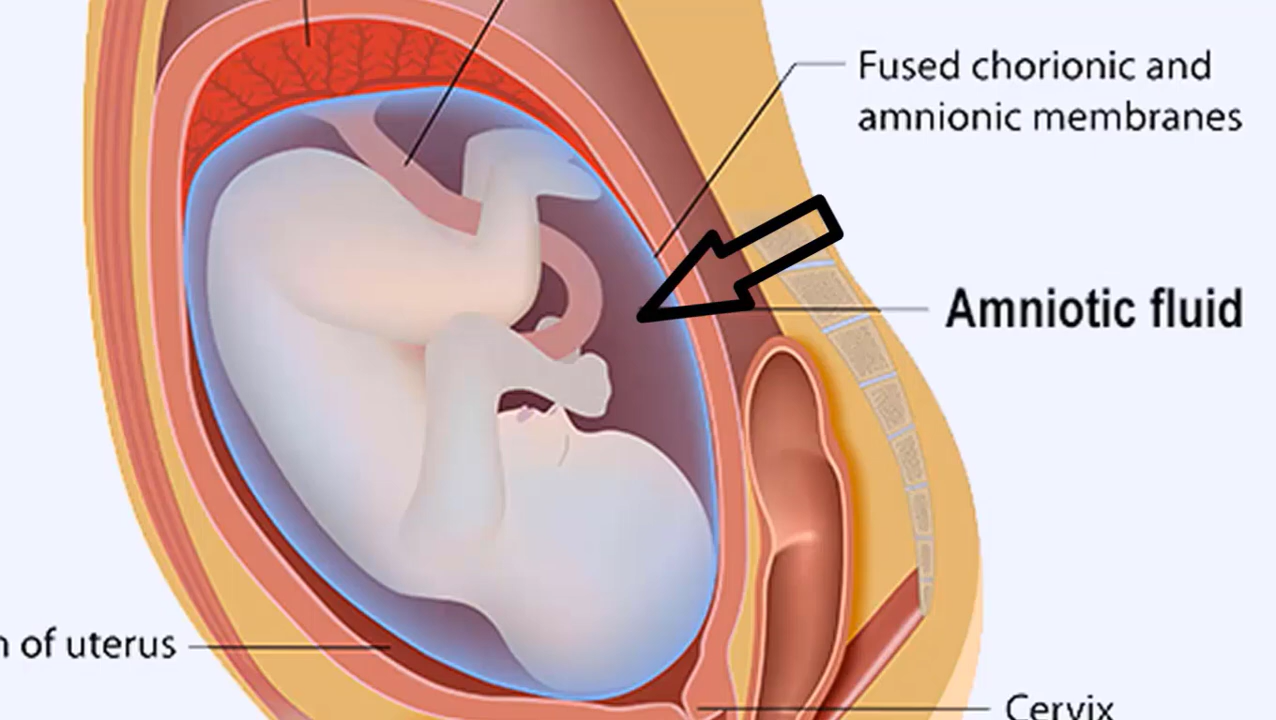 Fused chorionic and
amnionic membranes
Amniotic fluid
of uterus
Cervix